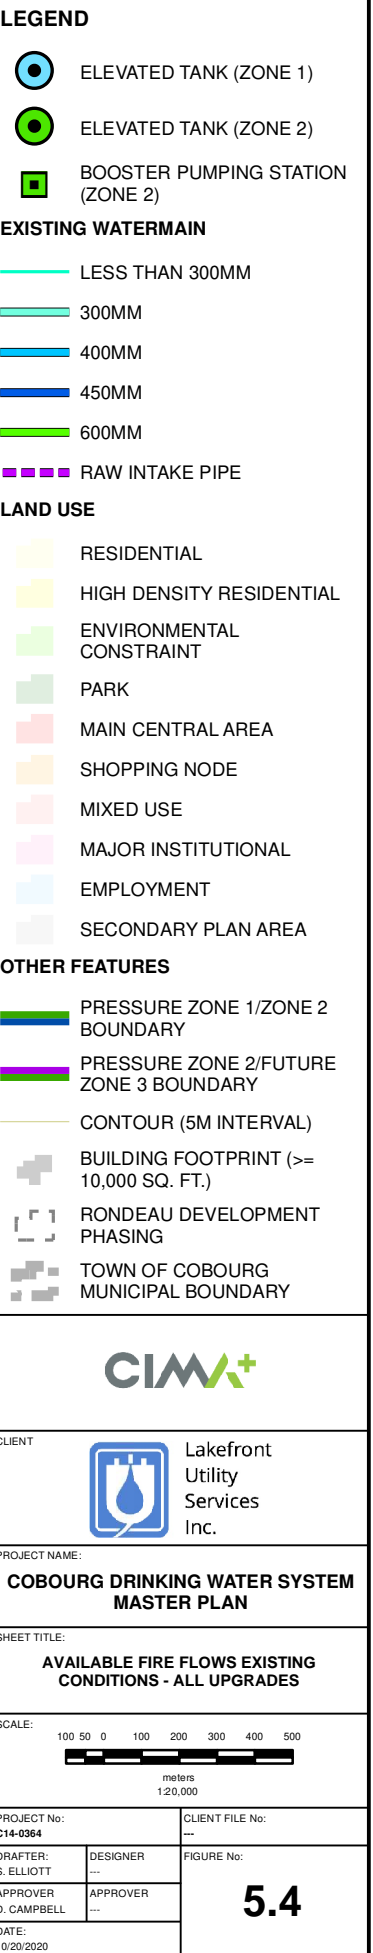 LEGEND
ELEVATED TANK (ZONE 1)
ELEVATED TANK (ZONE 2)
BOOSTER PUMPING STATION
(ZONE 2)
EXISTING WATERMAIN
LESS THAN 300MM
300MM
400MM
450MM
600MM
RAW INTAKE PIPE
LAND USE
RESIDENTIAL
HIGH DENSITY RESIDENTIAL
ENVIRONMENTAL
CONSTRAINT
PARK
MAIN CENTRAL AREA
SHOPPING NODE
MIXED USE
MAJOR INSTITUTIONAL
EMPLOYMENT
SECONDARY PLAN AREA
OTHER FEATURES
PRESSURE ZONE 1/ZONE 2
BOUNDARY
PRESSURE ZONE 2/FUTURE
ZONE 3 BOUNDARY
CONTOUR (5M INTERVAL)
BUILDING FOOTPRINT (>=
10,000 SQ. FT.)
RONDEAU DEVELOPMENT
PHASING
TOWN OF COBOURG
MUNICIPAL BOUNDARY
CIMA+
CLIENT
Lakefront
Utility
Services
Inc.
PROJECT NAME:
COBOURG DRINKING WATER SYSTEM
MASTER PLAN
SHEET TITLE:
AVAILABLE FIRE FLOWS EXISTING
CONDITIONS - ALL UPGRADES
SCALE:
100 50 0 100 200 300 400 500
meters
1:20,000
PROJECT No:
C14-0364
CLIENT FILE No:
---
DRAFTER:
S. ELLIOTT
DESIGNER
---
FIGURE No:
5.4
APPROVER
D. CAMPBELL
APPROVER
---
DATE:
10/20/2020